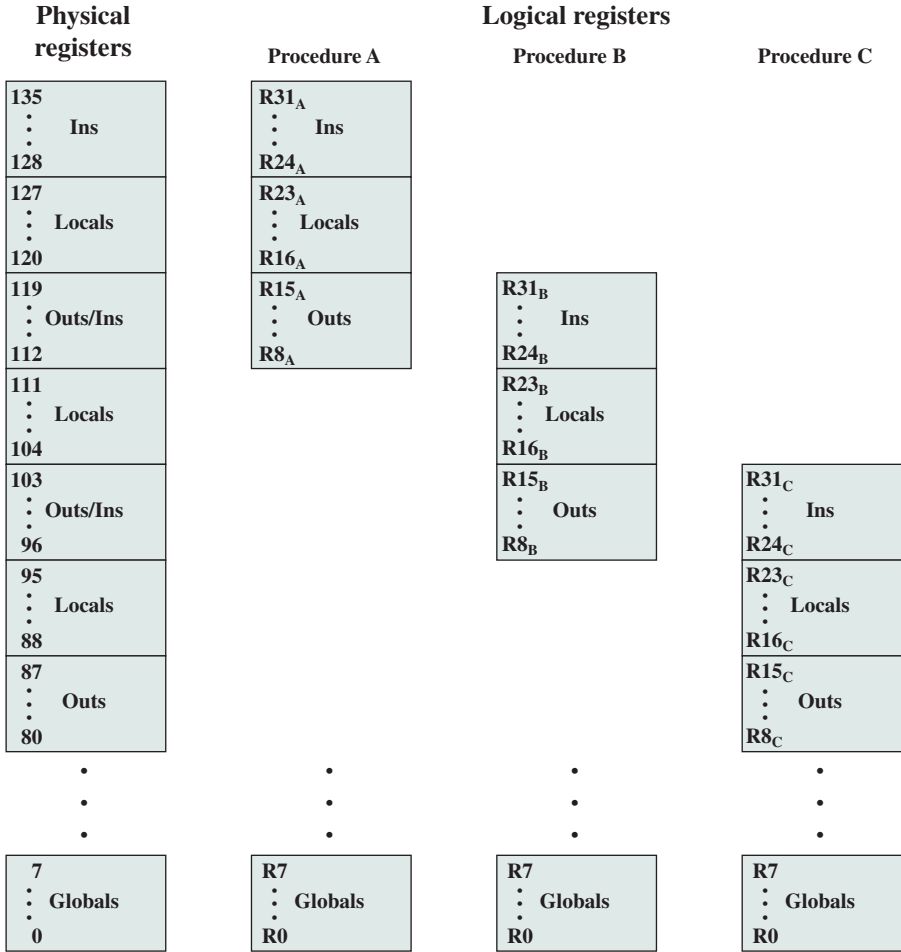 Physical registers
Logical registers
Procedure A
Procedure B
Procedure C
135
Ins
128
127
Locals
120
119
Outs/Ins
112
111
Locals
104
103
Outs/Ins
96
95
Locals
88
87
Outs
80
7
Globals
0
R31A
Ins
R24A
R23A
Locals
R16A
R15A
Outs
R8A
R7
Globals
R0
R31B
Ins
R24B
R23B
Locals
R16B
R15B
Outs
R8B
R7
Globals
R0
R31C
Ins
R24C
R23C
Locals
R16C
R15C
Outs
R8C
R7
Globals
R0